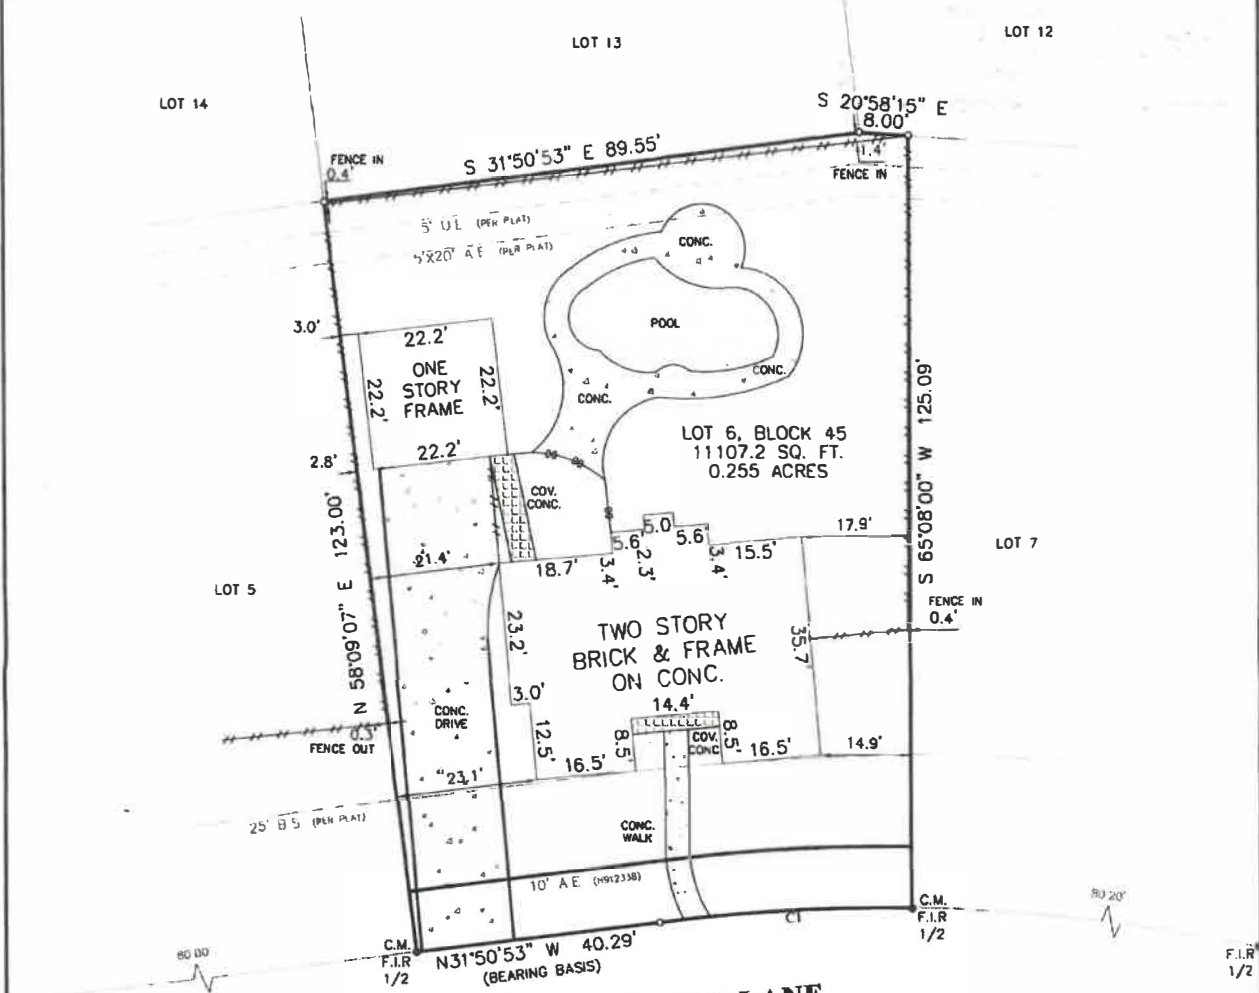 LOT 12
LOT 13
LOT 14
S 20°58'15" E
8.00'
S 31°50'53" E 89.55'
FENCE IN
0.4'
1.4'
FENCE IN
5' U.E. (PER PLAT)
5'X20' A.E. (PER PLAT)
CONC.
POOL
CONC.
CONC.
3.0'
22.2'
ONE
STORY
FRAME
22.2'
22.2'
22.2'
2.8'
LOT 6, BLOCK 45
11107.2 SQ. FT.
0.255 ACRES
S 65°08'00" W 125.09'
N 58°09'07" E 123.00'
COV.
CONC.
5.6'
5.0'
5.6'
2.3'
3.4'
3.4'
15.5'
17.9'
18.7'
21.4'
LOT 5
LOT 7
FENCE IN
0.4'
23.2'
TWO STORY
BRICK & FRAME
ON CONC.
35.7'
3.0'
14.4'
12.5'
8.5'
8.5'
COV.
CONC
16.5'
16.5'
14.9'
CONC.
DRIVE
0.3'
FENCE OUT
23.1'
25' B.S. (PER PLAT)
CONC.
WALK
10' A.E. (H912338)
C1
C.M.
F.I.R
1/2
C.M.
F.I.R
1/2
N31°50'53" W 40.29'
(BEARING BASIS)
80.00'
80.20'
F.I.R
1/2
LANE